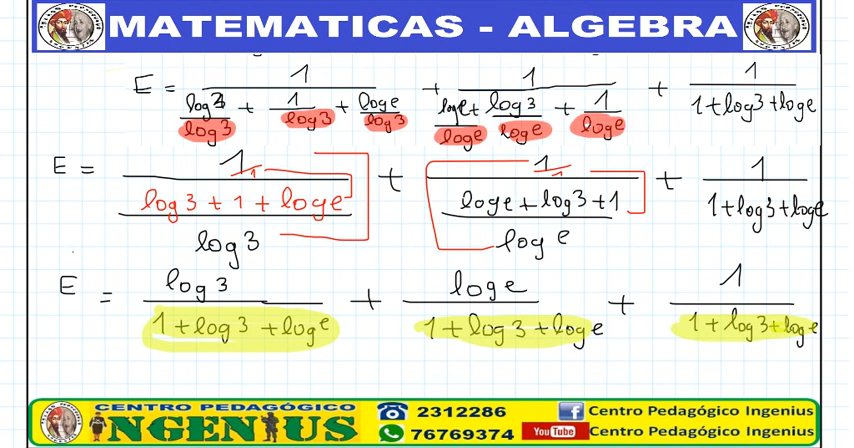 MATEMATICAS - ALGEBRA
E = 1/(log3/log3 + 1/log3 + loge/log3) + 1/(loge/loge + log3/loge + 1/loge) + 1/(1+log3+loge)
E = 1/1/((log3+1+loge)/log3) + 1/1/((loge+log3+1)/loge) + 1/(1+log3+loge)
E = log3/(1+log3+loge) + loge/(1+log3+loge) + 1/(1+log3+loge)
CENTRO PEDAGÓGICO
INGENIUS
2312286
76769374
Centro Pedagógico Ingenius
YouTube Centro Pedagógico Ingenius